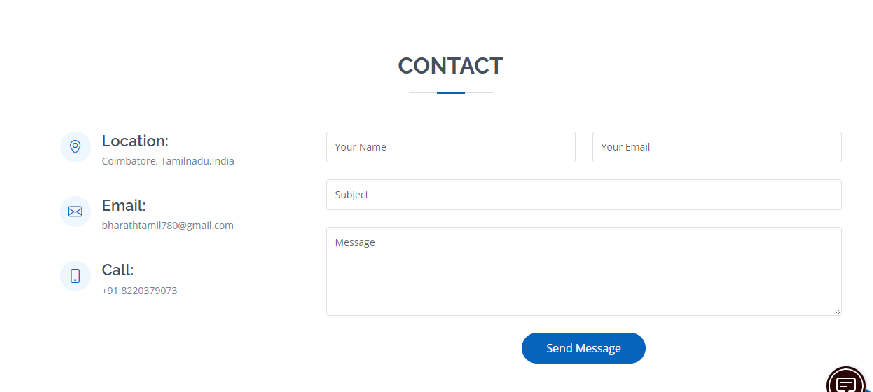 CONTACT
Location:
Coimbatore, Tamilnadu,India
Email:
bharathtamil780@gmail.com
Call:
+91 8220379073
Your Name
Your Email
Subject
Message
Send Message